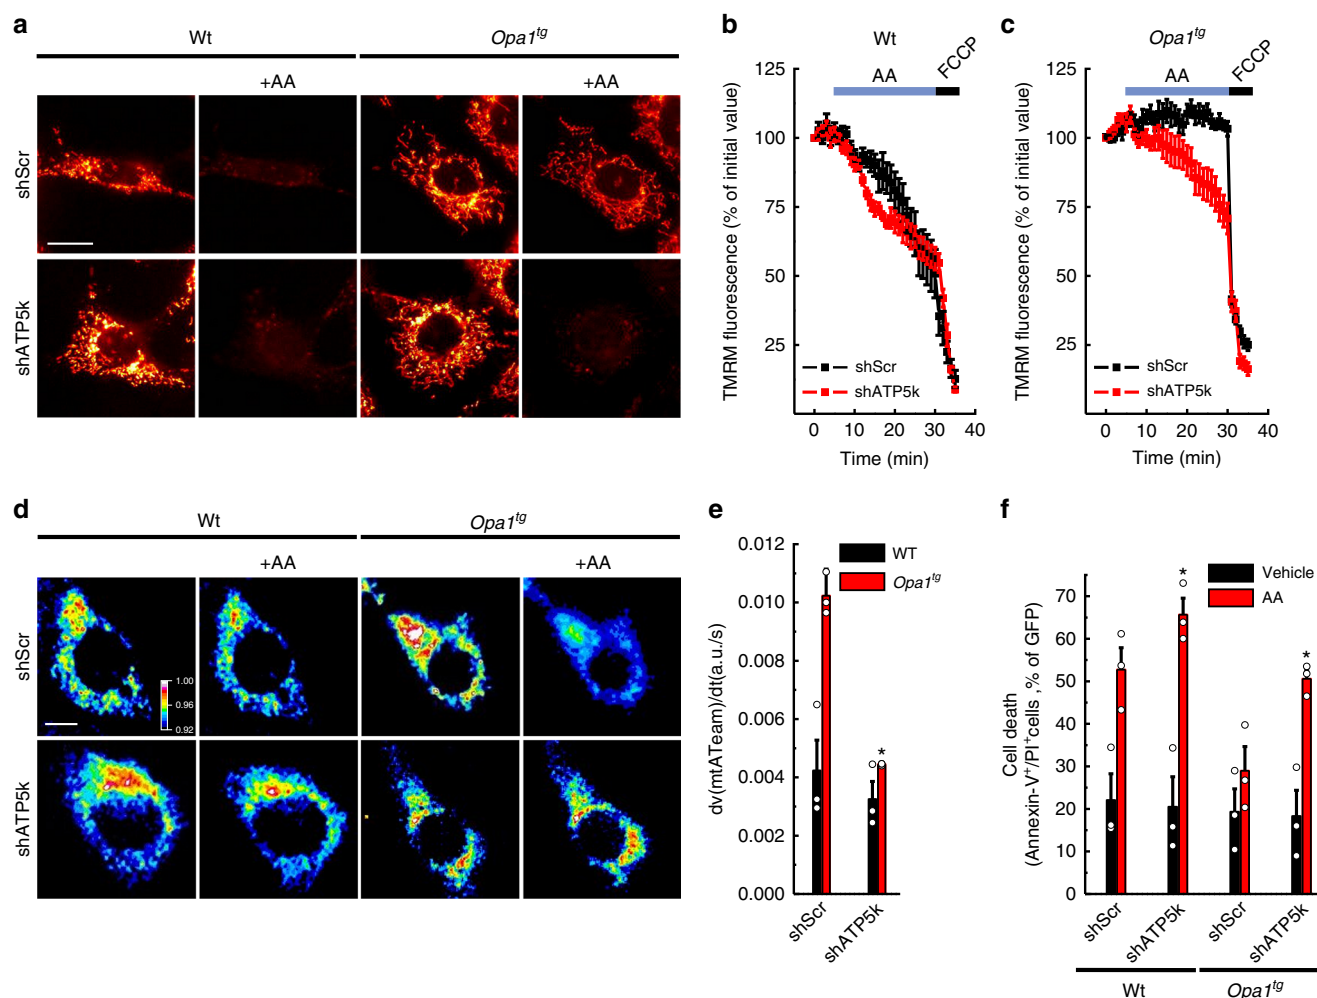 a
Wt
Opa1tg
+AA
+AA
shScr
shATP5k
b
Wt
AA
FCCP
TMRM fluorescence (% of initial value)
125
100
75
50
25
shScr
shATP5k
0
10
20
30
40
Time (min)
c
Opa1tg
AA
FCCP
TMRM fluorescence (% of initial value)
125
100
75
50
25
shScr
shATP5k
0
10
20
30
40
Time (min)
d
Wt
Opa1tg
+AA
+AA
shScr
1.00
0.96
0.92
shATP5k
e
WT
Opa1tg
dv(mtATeam)/dt(a.u./s)
0.012
0.010
0.008
0.006
0.004
0.002
0.000
*
shScr
shATP5k
f
Vehicle
AA
Cell death
(Annexin-V+/PI+cells ,% of GFP)
70
60
50
40
30
20
10
0
*
*
shScr
shATP5k
shScr
shATP5k
Wt
Opa1tg